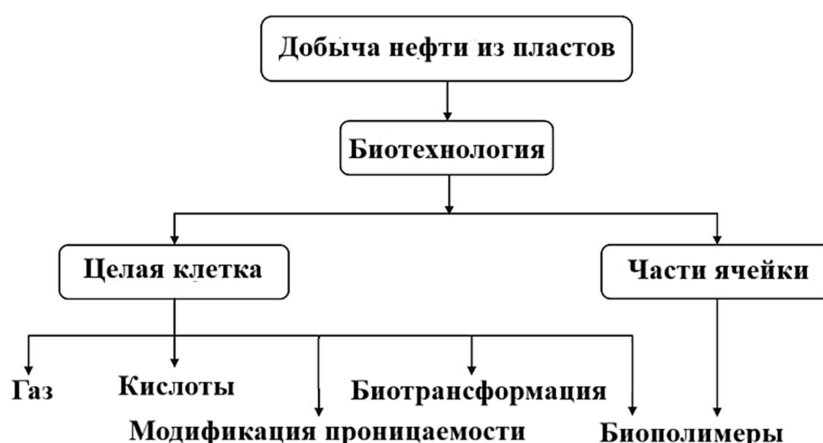 Добыча нефти из пластов
Биотехнология
Целая клетка
Части ячейки
Газ
Кислоты
Биотрансформация
Модификация проницаемости
Биополимеры